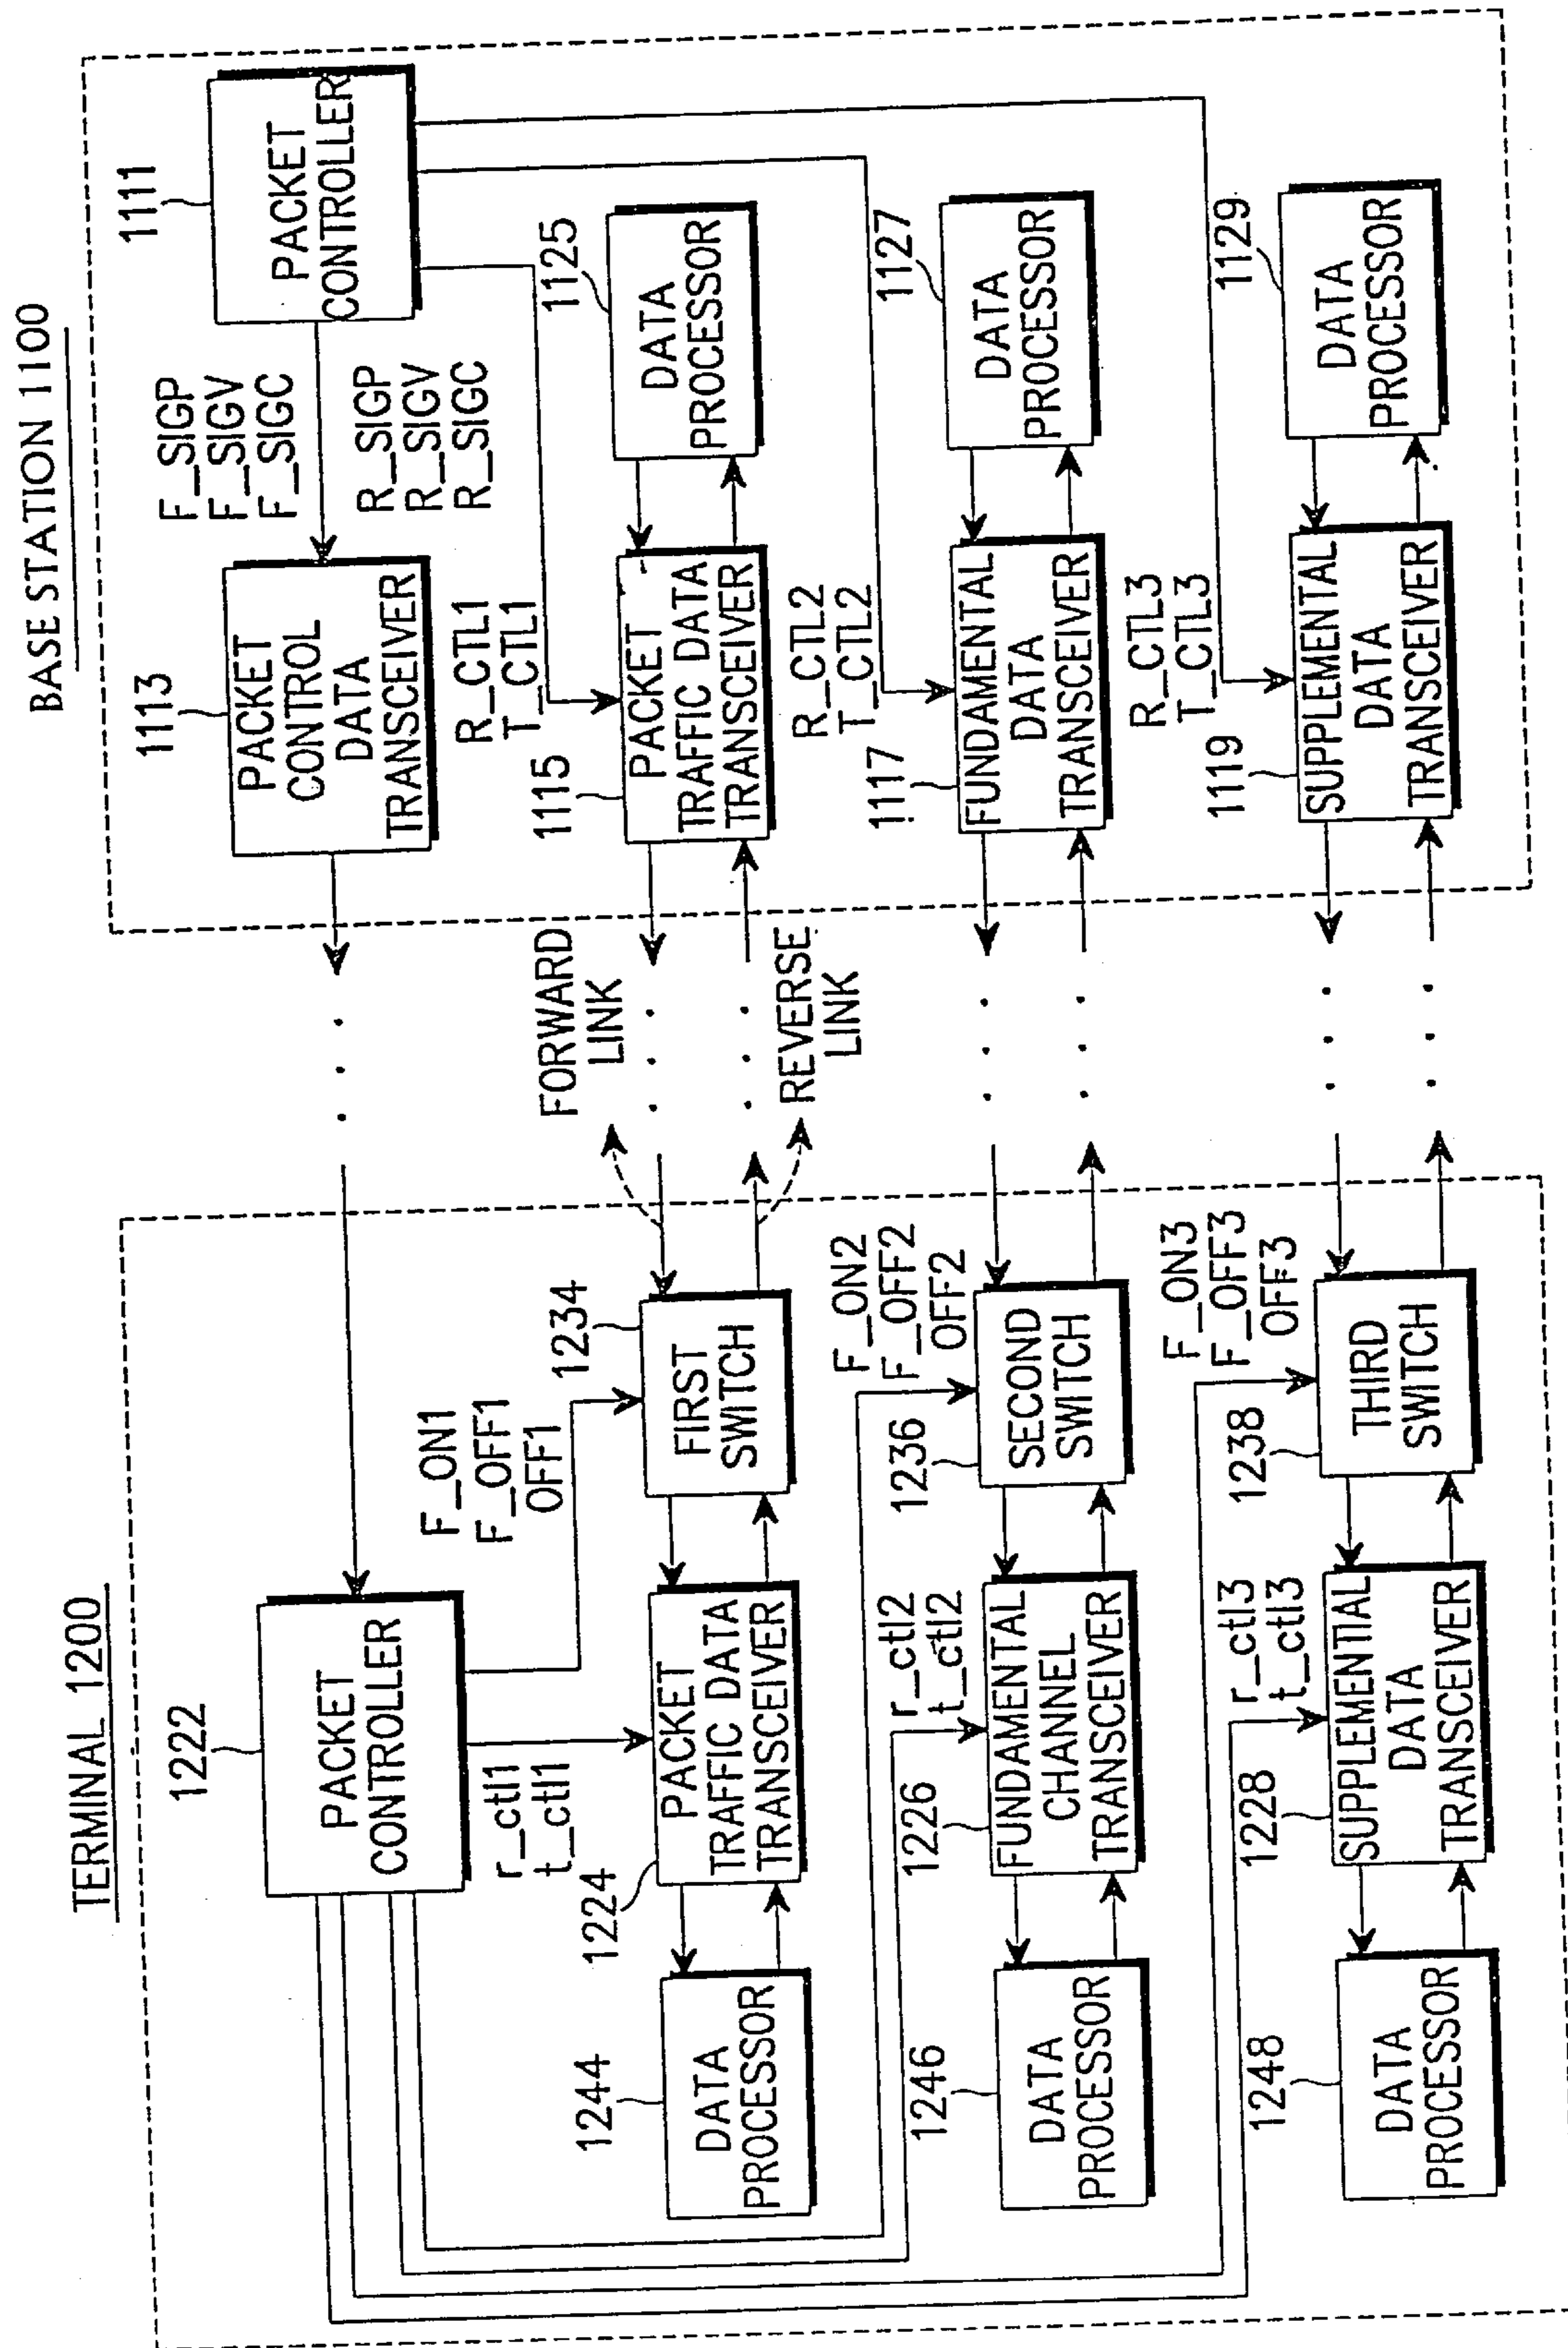 TERMINAL 1200
1222
PACKET
CONTROLLER
r_ctl1
t_ctl1
F_ON1
F_OFF1
OFF1
1244
DATA
PROCESSOR
1224
PACKET
TRAFFIC DATA
TRANSCEIVER
1234
FIRST
SWITCH
1246
DATA
PROCESSOR
1226
r_ctl2
t_ctl2
FUNDAMENTAL
CHANNEL
TRANSCEIVER
1236
F_ON2
F_OFF2
OFF2
SECOND
SWITCH
1248
DATA
PROCESSOR
1228
r_ctl3
t_ctl3
SUPPLEMENTIAL
DATA
TRANSCEIVER
1238
F_ON3
F_OFF3
OFF3
THIRD
SWITCH
FORWARD
LINK
REVERSE
LINK
BASE STATION 1100
1113
PACKET
CONTROL
DATA
TRANSCEIVER
F_SIGP
F_SIGV
F_SIGC
R_SIGP
R_SIGV
R_SIGC
1111
PACKET
CONTROLLER
R_CTL1
T_CTL1
1115
PACKET
TRAFFIC DATA
TRANSCEIVER
1125
DATA
PROCESSOR
R_CTL2
T_CTL2
1117
FUNDAMENTAL
DATA
TRANSCEIVER
1127
DATA
PROCESSOR
R_CTL3
T_CTL3
1119
SUPPLEMENTAL
DATA
TRANSCEIVER
1129
DATA
PROCESSOR